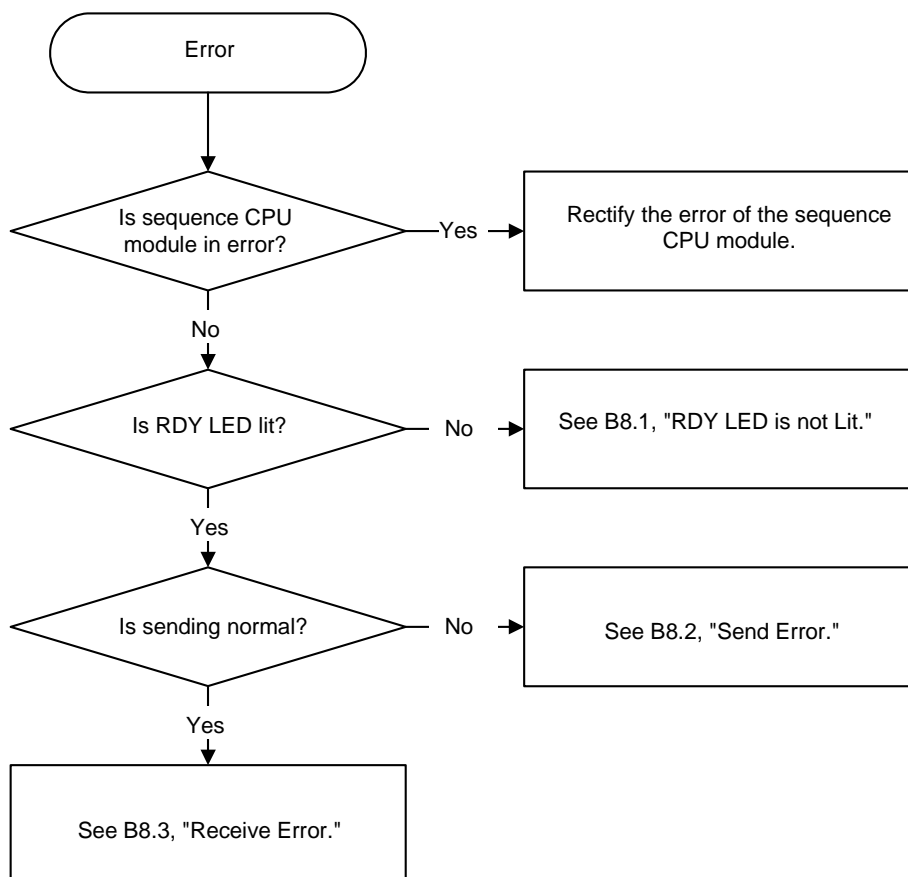 Error
Is sequence CPU
module in error?
Yes
Rectify the error of the sequence
CPU module.
No
Is RDY LED lit?
No
See B8.1, "RDY LED is not Lit."
Yes
Is sending normal?
No
See B8.2, "Send Error."
Yes
See B8.3, "Receive Error."